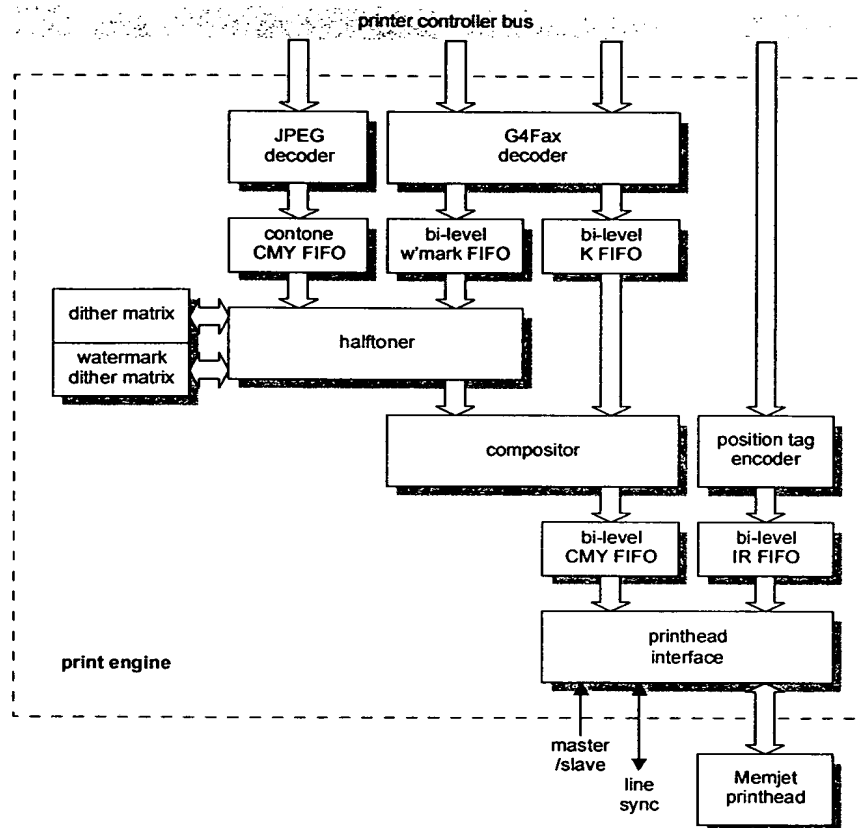 printer controller bus
JPEG
decoder
G4Fax
decoder
contone
CMY FIFO
bi-level
w'mark FIFO
bi-level
K FIFO
dither matrix
watermark
dither matrix
halftoner
compositor
position tag
encoder
bi-level
CMY FIFO
bi-level
IR FIFO
printhead
interface
print engine
master
/slave
line
sync
Memjet
printhead